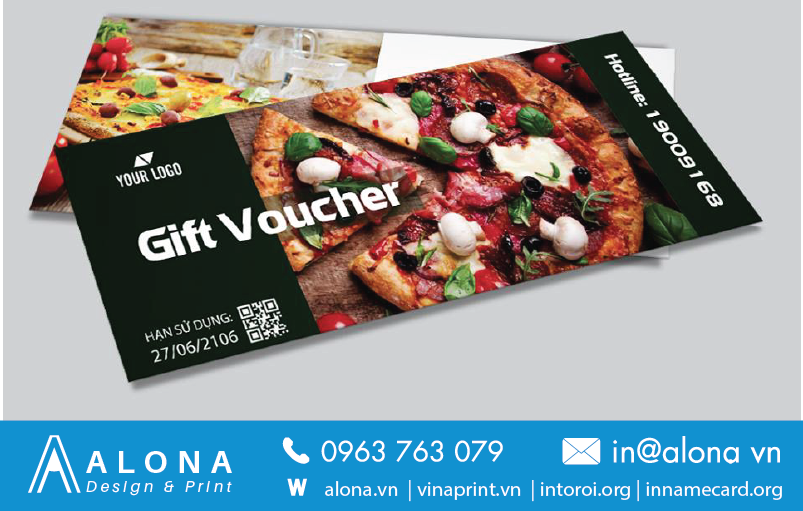 YOUR LOGO
Gift Voucher
HẠN SỬ DỤNG:
27/06/2106
Hotline: 19009168
ALONA
Design & Print
0963 763 079
in@alona vn
W alona.vn | vinaprint.vn | intoroi.org | innamecard.org